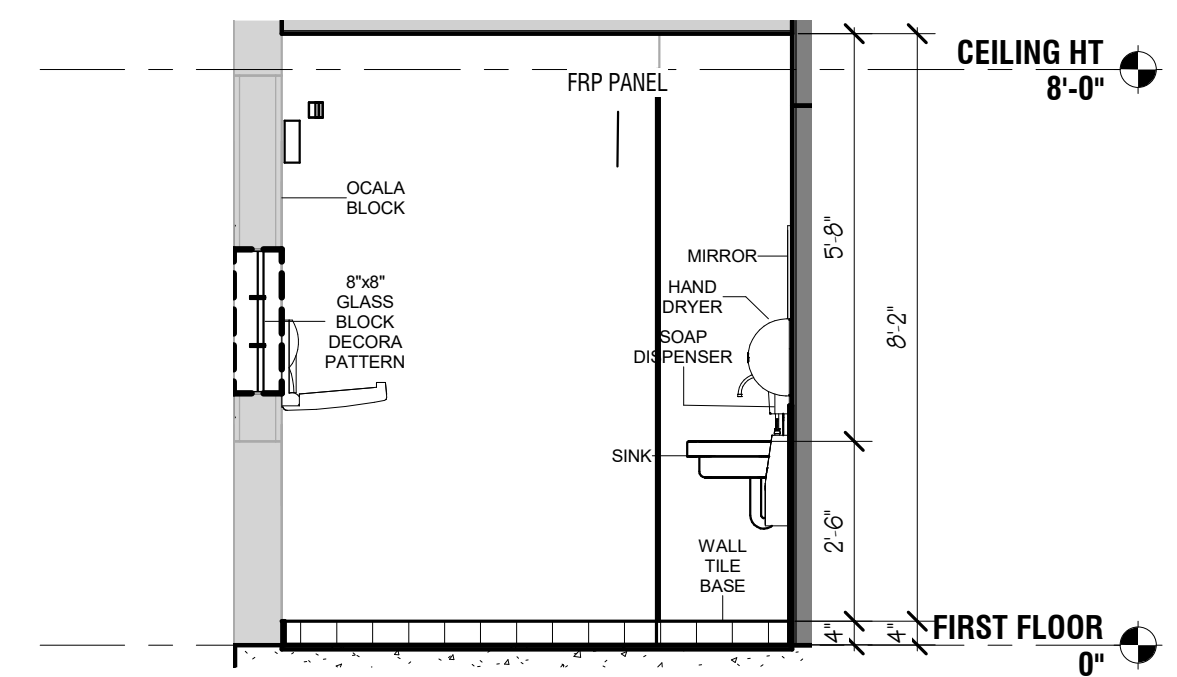 CEILING HT
8'-0"
FRP PANEL
OCALA
BLOCK
5'-8"
MIRROR
8"x8"
GLASS
BLOCK
DECORA
PATTERN
HAND
DRYER
8'-2"
SOAP
DISPENSER
SINK
2'-6"
WALL
TILE
BASE
4"
4"
FIRST FLOOR
0"